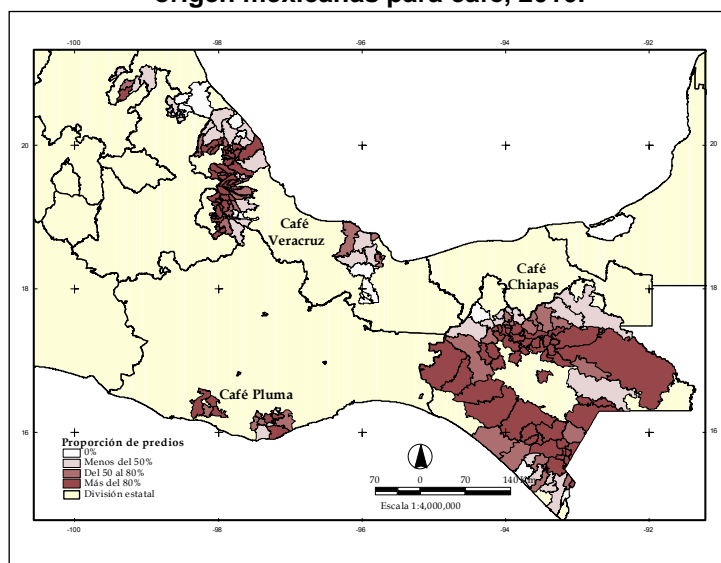 origen mexicanas para café, 2010.
-100 -98 -96 -94 -92
20 20
Café
Veracruz
Café
Chiapas
18 18
Café Pluma
16 16
Proporción de predios
0%
Menos del 50%
Del 50 al 80%
Más del 80%
División estatal
70 0 70 140 Km
Escala 1:4,000,000
-100 -98 -96 -94 -92